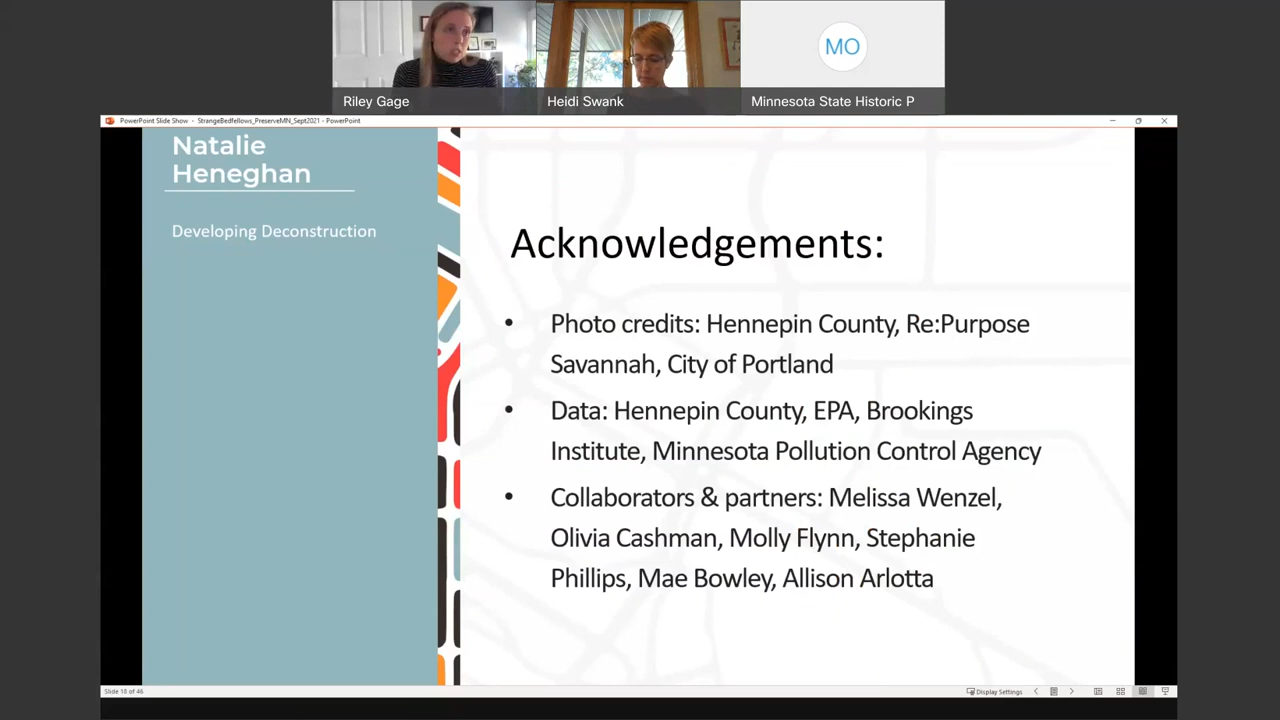 MO
Riley Gage
Heidi Swank
Minnesota State Historic P
PowerPoint Slide Show - StrangeBedfellows_PreserveMN_Sept2021 - PowerPoint
Natalie
Heneghan
Developing Deconstruction
Acknowledgements:
• Photo credits: Hennepin County, Re:Purpose
Savannah, City of Portland
• Data: Hennepin County, EPA, Brookings
Institute, Minnesota Pollution Control Agency
• Collaborators & partners: Melissa Wenzel,
Olivia Cashman, Molly Flynn, Stephanie
Phillips, Mae Bowley, Allison Arlotta
Slide 18 of 46
Display Settings